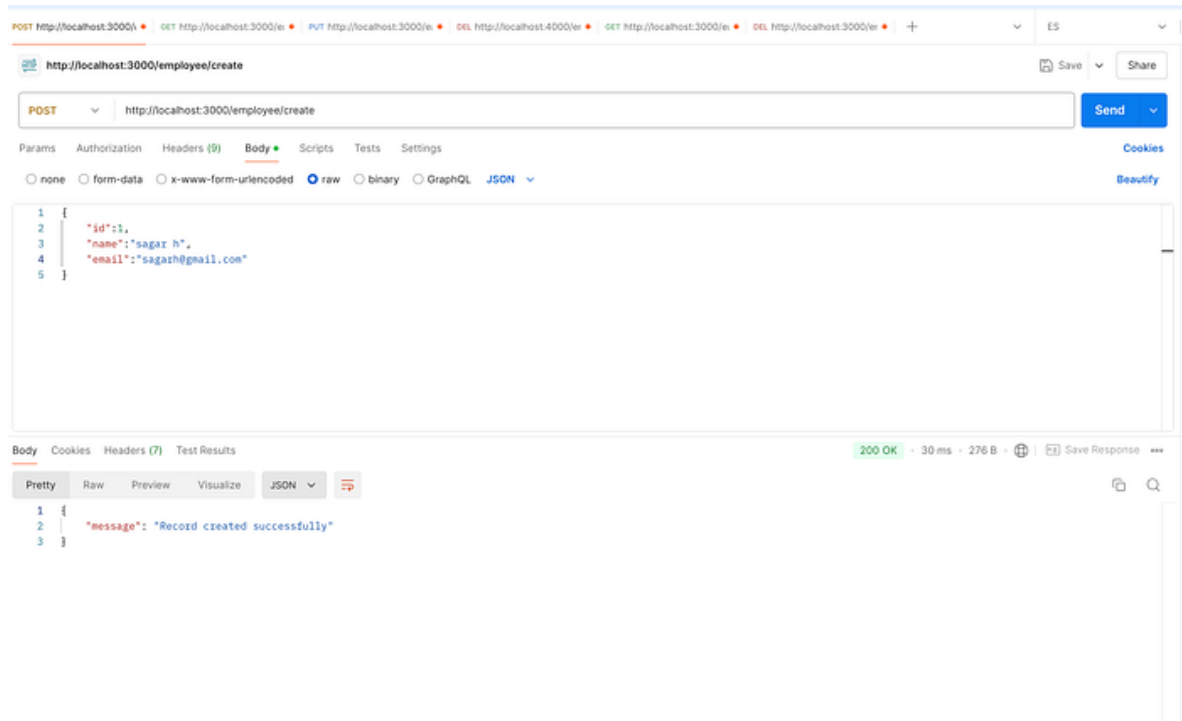 POST http://localhost:3000/ GET http://localhost:3000/ PUT http://localhost:3000/ DEL http://localhost:4000/ GET http://localhost:3000/ DEL http://localhost:3000/ + ES
http://localhost:3000/employee/create Save Share
POST http://localhost:3000/employee/create Send
Params Authorization Headers (9) Body Scripts Tests Settings Cookies
none form-data x-www-form-urlencoded raw binary GraphQL JSON Beautify
1 {
2 "id":1,
3 "name":"sagar h",
4 "email":"sagarh@gmail.com"
5 }
Body Cookies Headers (7) Test Results 200 OK 30 ms 276 B Save Response
Pretty Raw Preview Visualize JSON
1 {
2 "message": "Record created successfully"
3 }